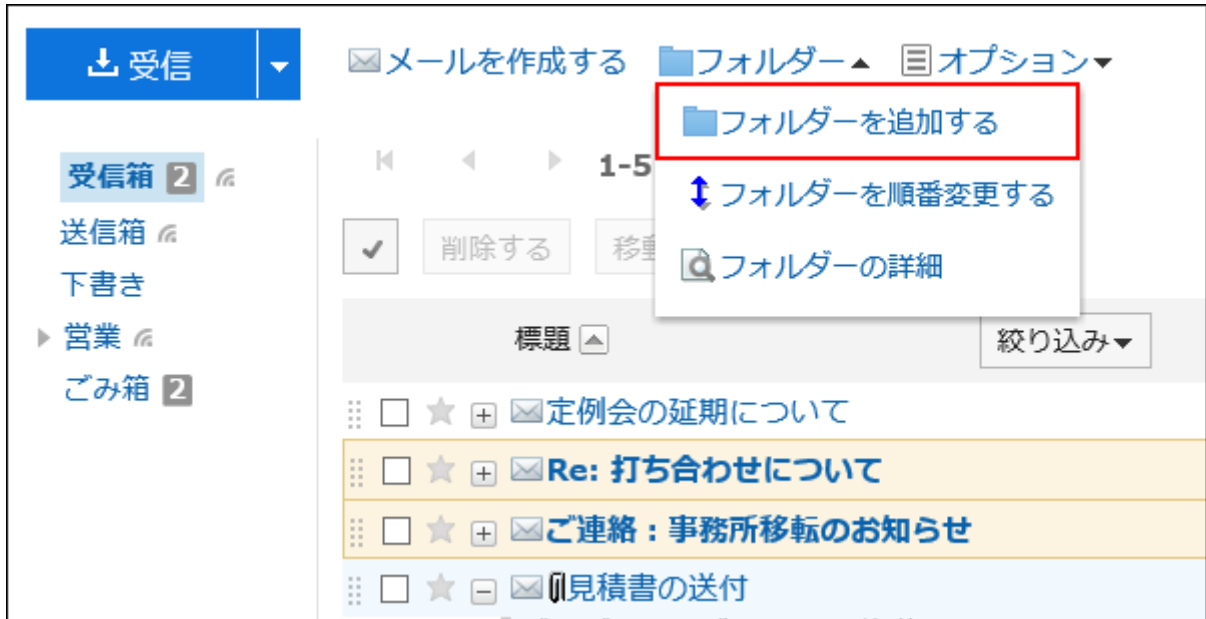 受信
メールを作成する フォルダー オプション
フォルダーを追加する
フォルダーを順番変更する
フォルダーの詳細
受信箱 2
送信箱
下書き
営業
ごみ箱 2
1-5
削除する 移動
標題 絞り込み
定例会の延期について
Re: 打ち合わせについて
ご連絡：事務所移転のお知らせ
見積書の送付